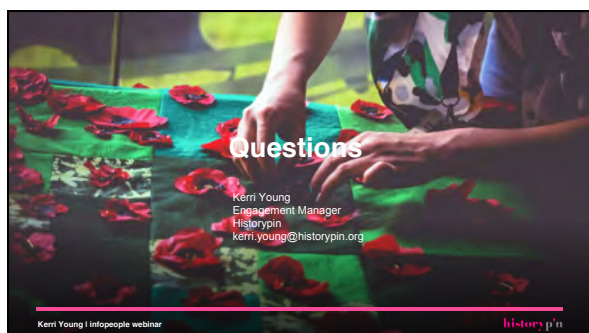 Questions
Kerri Young
Engagement Manager
Historypin
kerri.young@historypin.org
Kerri Young I infopeople webinar
historypin